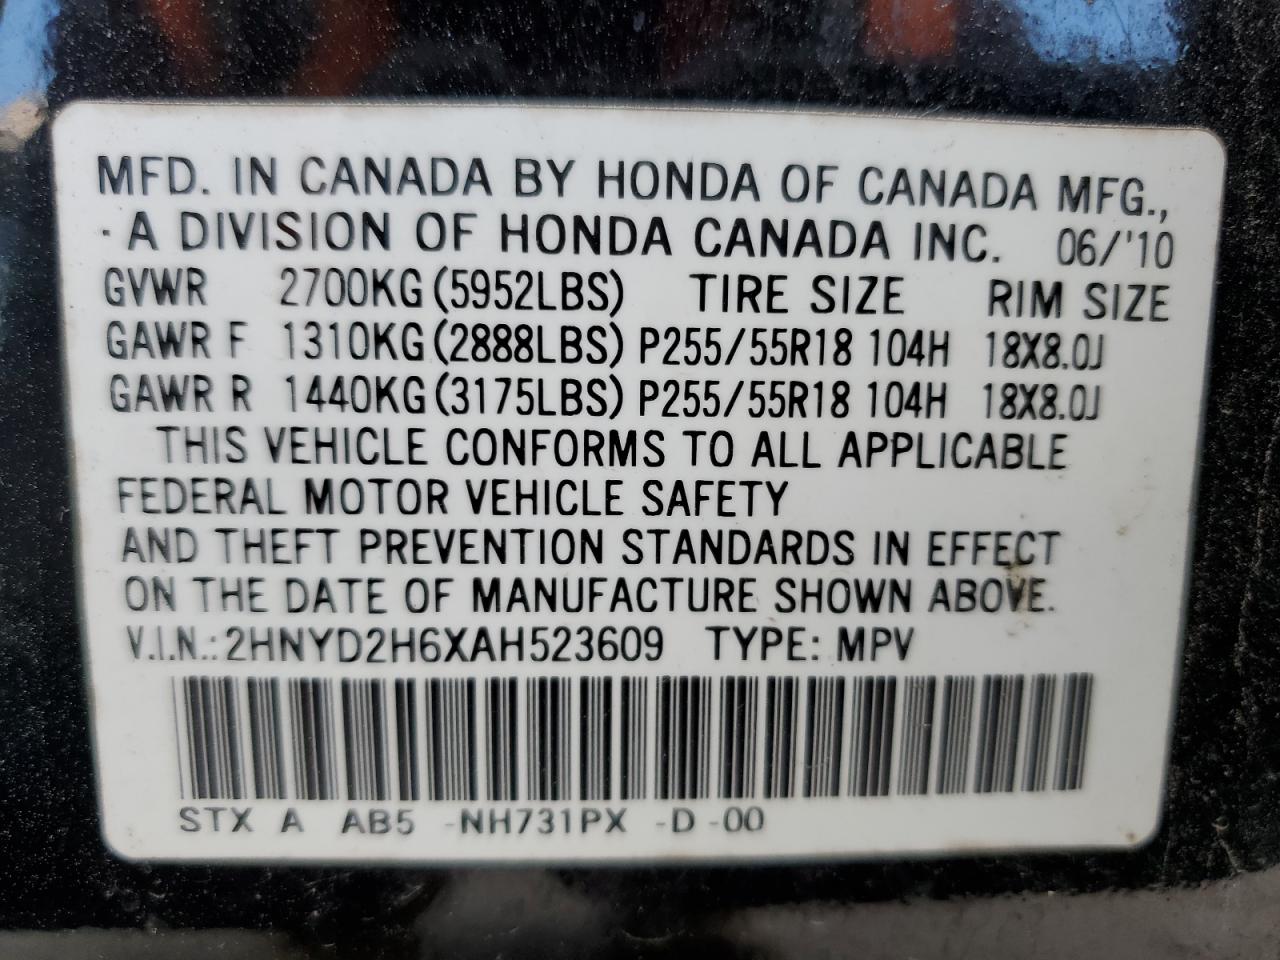 MFD. IN CANADA BY HONDA OF CANADA MFG.,
· A DIVISION OF HONDA CANADA INC. 06/'10
GVWR 2700KG(5952LBS) TIRE SIZE RIM SIZE
GAWR F 1310KG(2888LBS) P255/55R18 104H 18X8.0J
GAWR R 1440KG(3175LBS) P255/55R18 104H 18X8.0J
THIS VEHICLE CONFORMS TO ALL APPLICABLE
FEDERAL MOTOR VEHICLE SAFETY
AND THEFT PREVENTION STANDARDS IN EFFECT
ON THE DATE OF MANUFACTURE SHOWN ABOVE.
V.I.N.: 2HNYD2H6XAH523609 TYPE: MPV
STX A AB5 -NH731PX -D -00